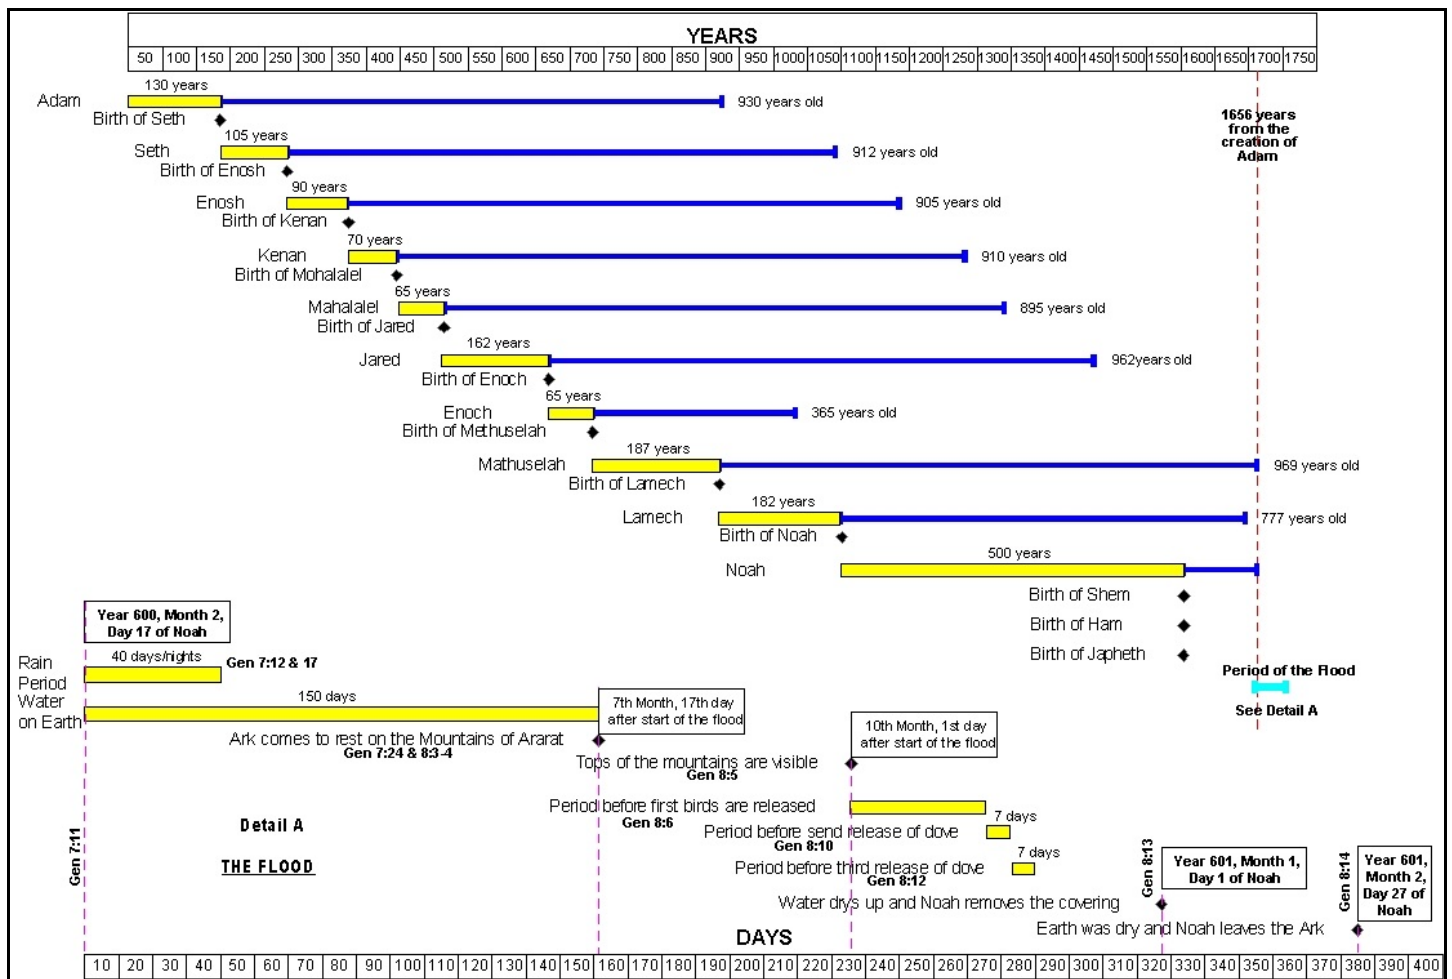 YEARS
50 100 150 200 250 300 350 400 450 500 550 600 650 700 750 800 850 900 950 1000 1050 1100 1150 1200 1250 1300 1350 1400 1450 1500 1550 1600 1650 1700 1750
130 years
Adam 930 years old
Birth of Seth
1656 years
from the
creation of
Adam
105 years
Seth 912 years old
Birth of Enosh
90 years
Enosh 905 years old
Birth of Kenan
70 years
Kenan 910 years old
Birth of Mohalalel
65 years
Mahalalel 895 years old
Birth of Jared
162 years
Jared 962years old
Birth of Enoch
65 years
Enoch 365 years old
Birth of Methuselah
187 years
Mathuselah 969 years old
Birth of Lamech
182 years
Lamech 777 years old
Birth of Noah
500 years
Noah
Birth of Shem
Birth of Ham
Birth of Japheth
Period of the Flood
See Detail A
Year 600, Month 2,
Day 17 of Noah
40 days/nights
Gen 7:12 & 17
Rain
Period
150 days
Water
on Earth
7th Month, 17th day
after start of the flood
Ark comes to rest on the Mountains of Ararat
Gen 7:24 & 8:3-4
10th Month, 1st day
after start of the flood
Tops of the mountains are visible
Gen 8:5
Period before first birds are released
Gen 8:6
7 days
Period before send release of dove
Gen 8:10
7 days
Period before third release of dove
Gen 8:12
Gen 7:11
Detail A
THE FLOOD
Gen 8:13
Year 601, Month 1,
Day 1 of Noah
Water drys up and Noah removes the covering
Gen 8:14
Year 601,
Month 2,
Day 27 of
Noah
Earth was dry and Noah leaves the Ark
DAYS
10 20 30 40 50 60 70 80 90 100 110 120 130 140 150 160 170 180 190 200 210 220 230 240 250 260 270 280 290 300 310 320 330 340 350 360 370 380 390 400